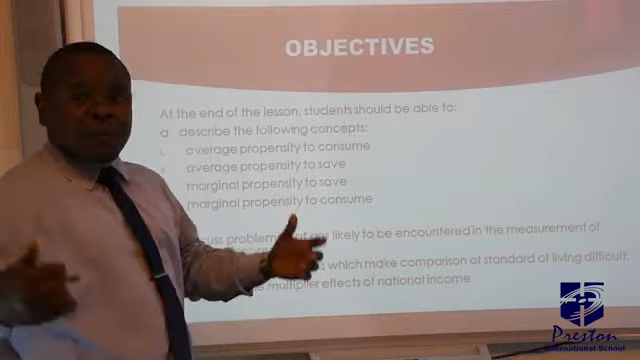 OBJECTIVES
At the end of the lesson, students should be able to:
a describe the following concepts:
i. average propensity to consume
average propensity to save
marginal propensity to save
marginal propensity to consume
problems that are likely to be encountered in the measurement of
which make comparison of standard of living difficult.
multiplier effects of national income
Preston
International School